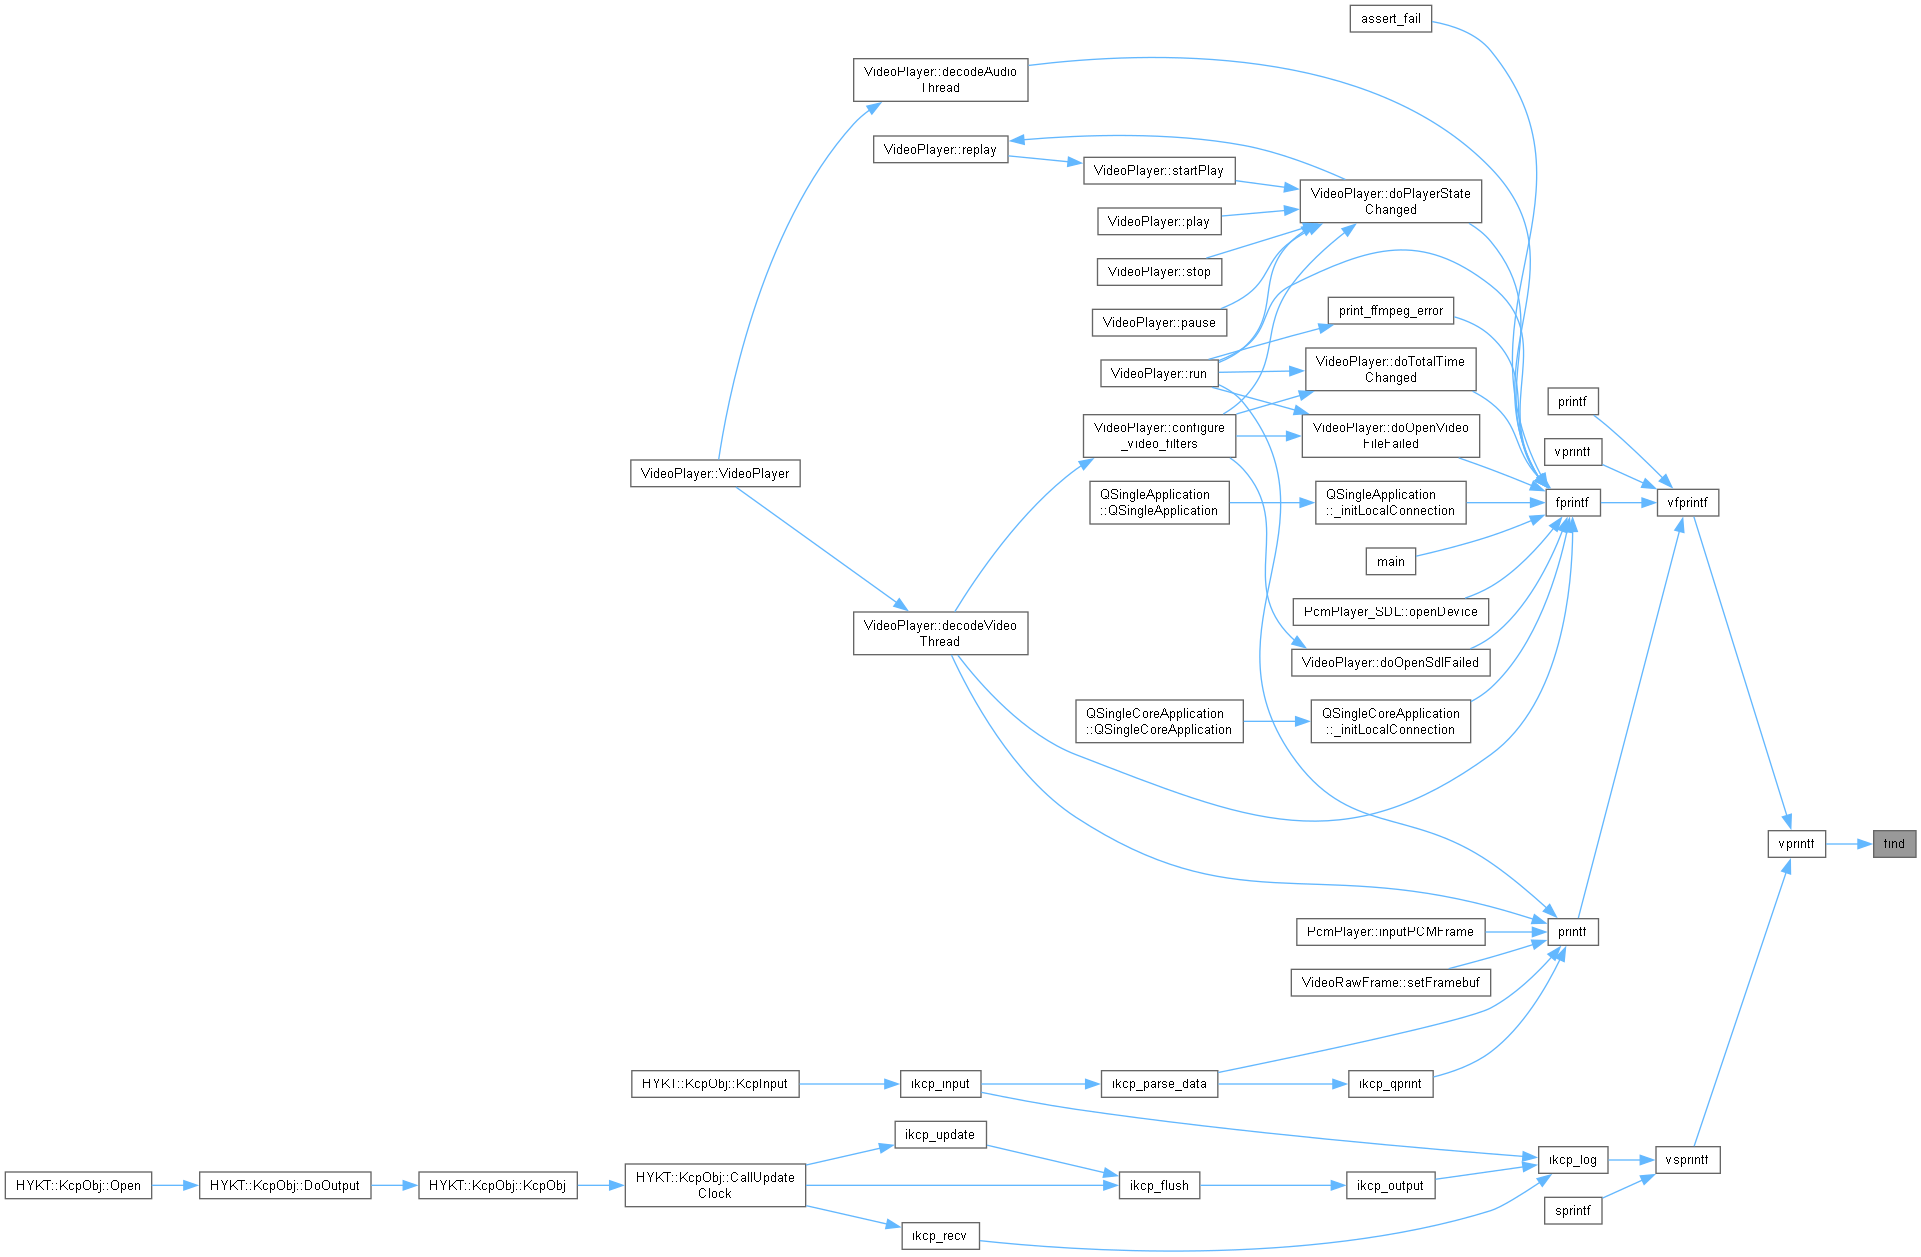 assert_fail
VideoPlayer::decodeAudio
Thread
VideoPlayer::replay
VideoPlayer::startPlay
VideoPlayer::doPlayerState
Changed
VideoPlayer::play
VideoPlayer::stop
print_ffmpeg_error
VideoPlayer::pause
VideoPlayer::run
VideoPlayer::doTotalTime
Changed
printf
VideoPlayer::configure
_video_filters
VideoPlayer::doOpenVideo
FileFailed
vprintf
VideoPlayer::VideoPlayer
QSingleApplication
::QSingleApplication
QSingleApplication
::_initLocalConnection
fprintf
vfprintf
main
PcmPlayer_SDL::openDevice
VideoPlayer::decodeVideo
Thread
VideoPlayer::doOpenSdlFailed
QSingleCoreApplication
::QSingleCoreApplication
QSingleCoreApplication
::_initLocalConnection
vprintf
find
PcmPlayer::inputPCMFrame
printf
VideoRawFrame::setFramebuf
HYKT::KcpObj::KcpInput
ikcp_input
ikcp_parse_data
ikcp_qprint
ikcp_update
ikcp_log
vsprintf
HYKT::KcpObj::Open
HYKT::KcpObj::DoOutput
HYKT::KcpObj::KcpObj
HYKT::KcpObj::CallUpdate
Clock
ikcp_flush
ikcp_output
sprintf
ikcp_recv